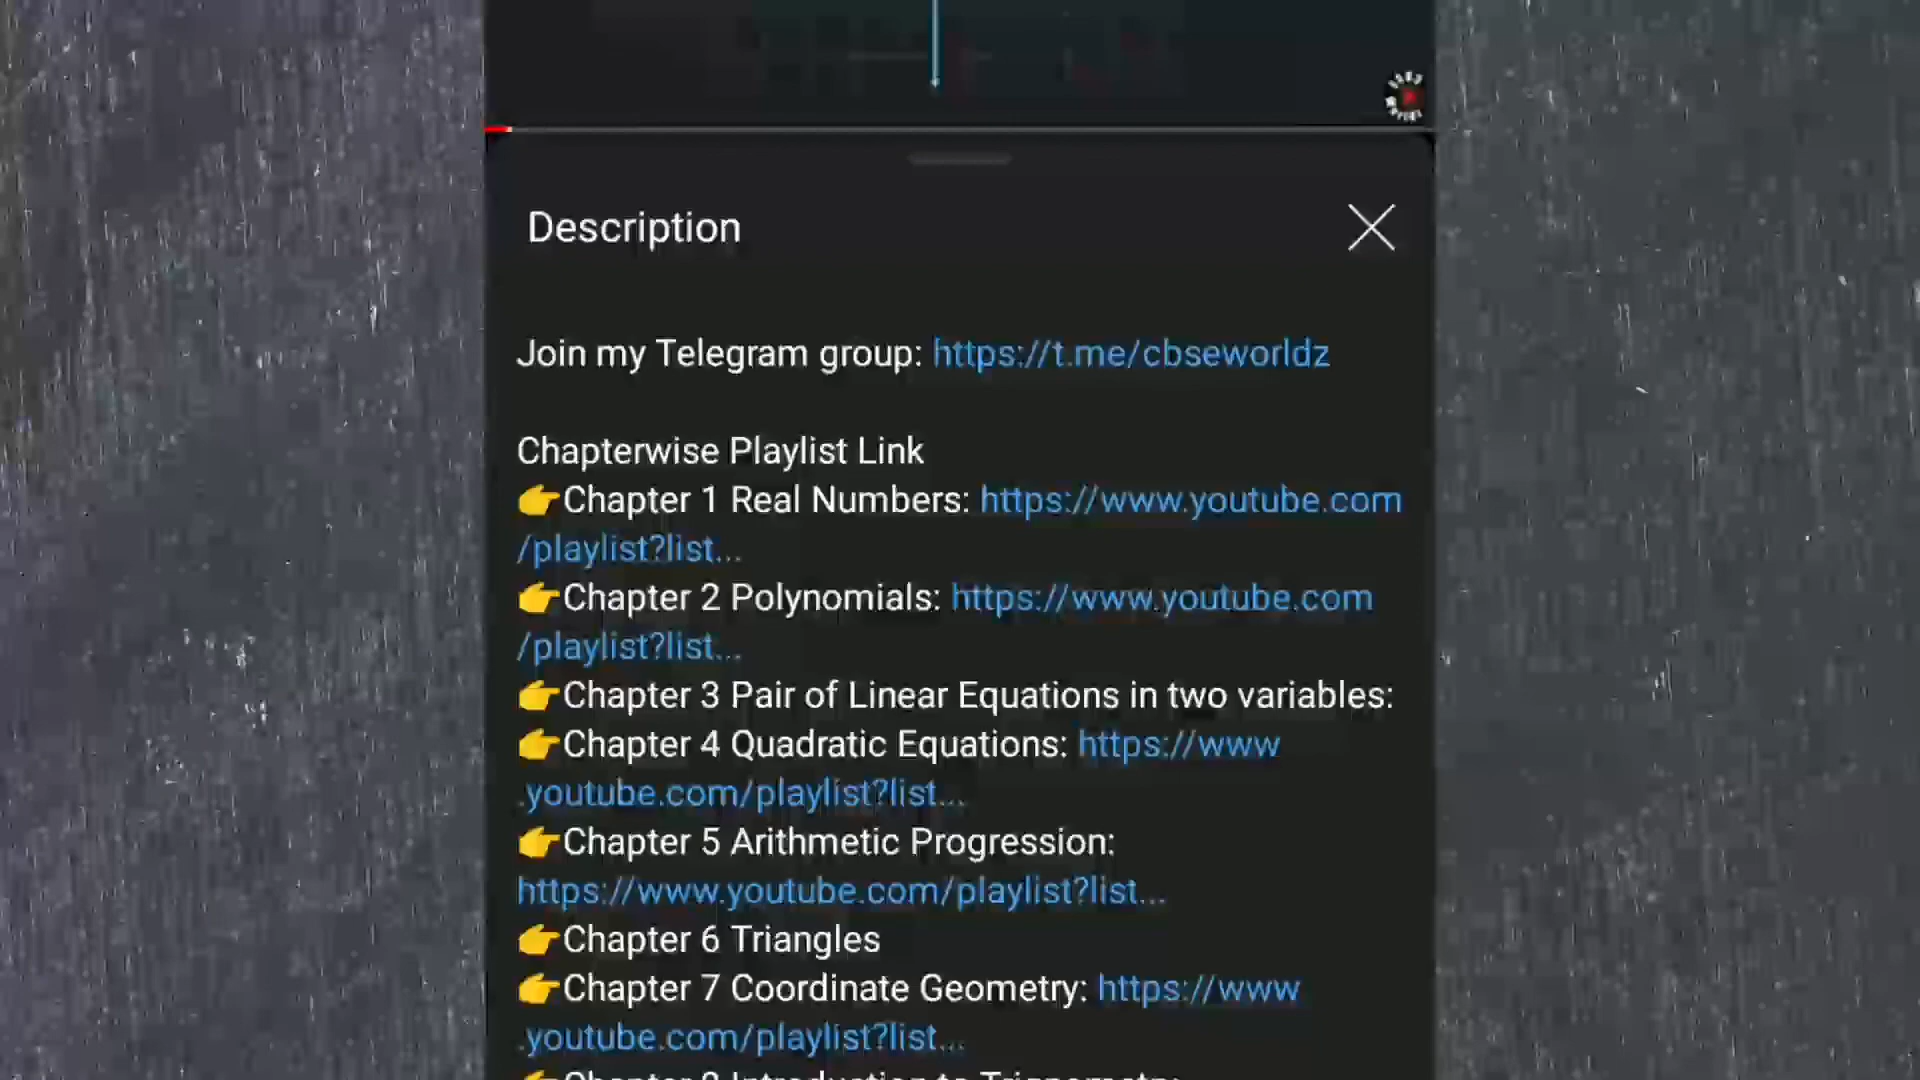 Description
Join my Telegram group: https://t.me/cbseworldz
Chapterwise Playlist Link
👉Chapter 1 Real Numbers: https://www.youtube.com
/playlist?list...
👉Chapter 2 Polynomials: https://www.youtube.com
/playlist?list...
👉Chapter 3 Pair of Linear Equations in two variables:
👉Chapter 4 Quadratic Equations: https://www
.youtube.com/playlist?list...
👉Chapter 5 Arithmetic Progression:
https://www.youtube.com/playlist?list...
👉Chapter 6 Triangles
👉Chapter 7 Coordinate Geometry: https://www
.youtube.com/playlist?list...